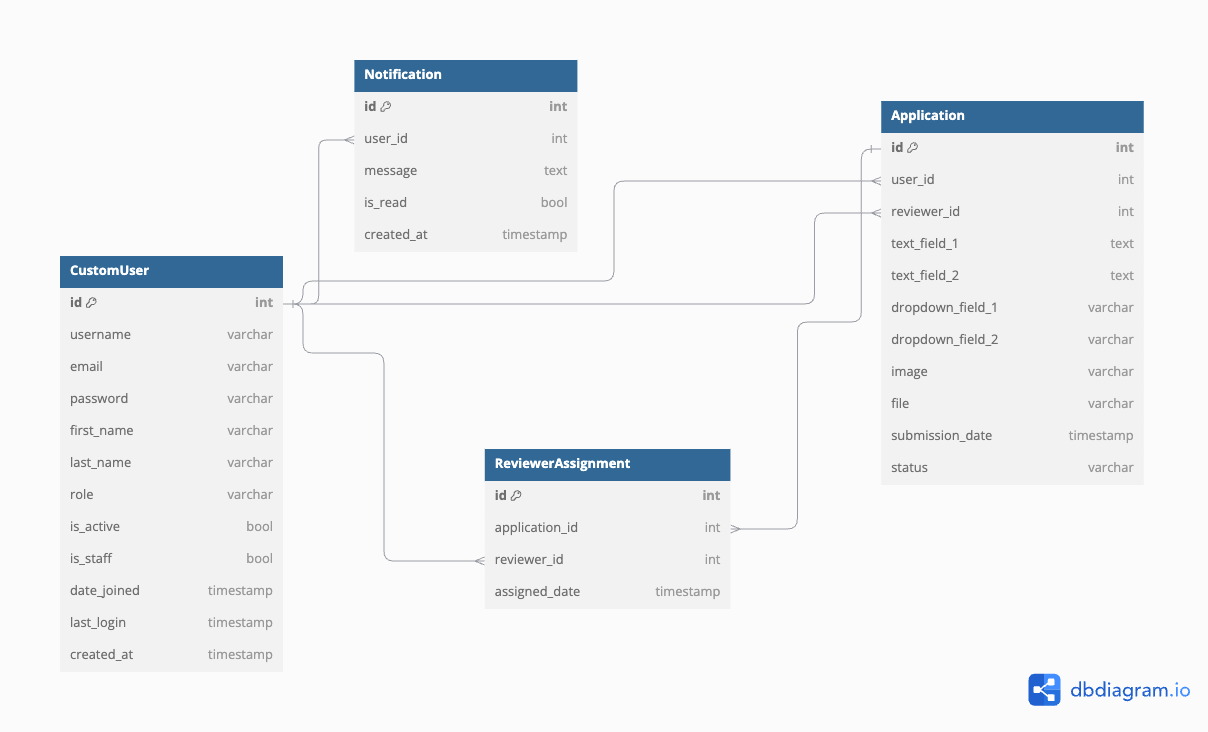 Notification
id int
user_id int
message text
is_read bool
created_at timestamp
Application
id int
user_id int
reviewer_id int
text_field_1 text
text_field_2 text
dropdown_field_1 varchar
dropdown_field_2 varchar
image varchar
file varchar
submission_date timestamp
status varchar
CustomUser
id int
username varchar
email varchar
password varchar
first_name varchar
last_name varchar
role varchar
is_active bool
is_staff bool
date_joined timestamp
last_login timestamp
created_at timestamp
ReviewerAssignment
id int
application_id int
reviewer_id int
assigned_date timestamp
dbdiagram.io